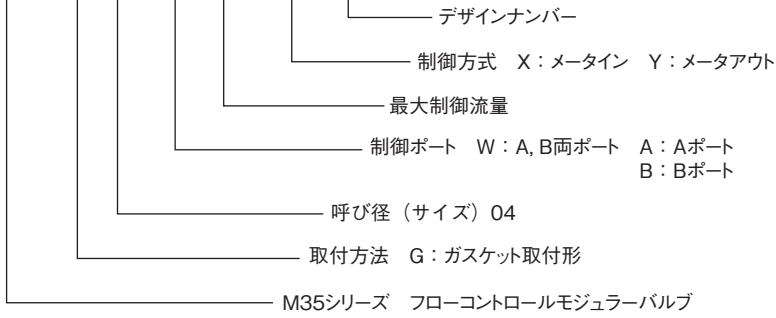 デザインナンバー
制御方式 X：メータイン Y：メータアウト
最大制御流量
制御ポート W：A, B両ポート A：Aポート
B：Bポート
呼び径（サイズ）04
取付方法 G：ガスケット取付形
M35シリーズ フローコントロールモジュラーバルブ